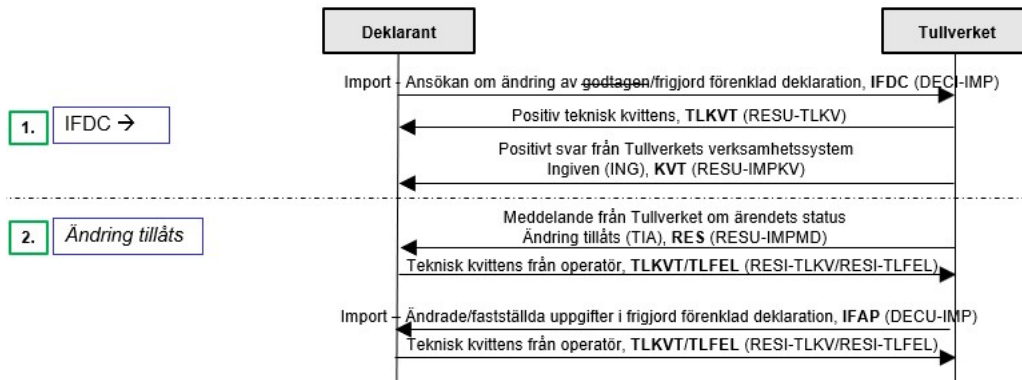 Deklarant
Tullverket
Import - Ansökan om ändring av godtagen/frigjord förenklad deklaration, IFDC (DECI-IMP)
1.
IFDC →
Positiv teknisk kvittens, TLKVT (RESU-TLKV)
Positivt svar från Tullverkets verksamhetssystem
Ingiven (ING), KVT (RESU-IMPKV)
2.
Ändring tillåts
Meddelande från Tullverket om ärendets status
Ändring tillåts (TIA), RES (RESU-IMPMD)
Teknisk kvittens från operatör, TLKVT/TLFEL (RESI-TLKV/RESI-TLFEL)
Import – Ändrade/fastställda uppgifter i frigjord förenklad deklaration, IFAP (DECU-IMP)
Teknisk kvittens från operatör, TLKVT/TLFEL (RESI-TLKV/RESI-TLFEL)